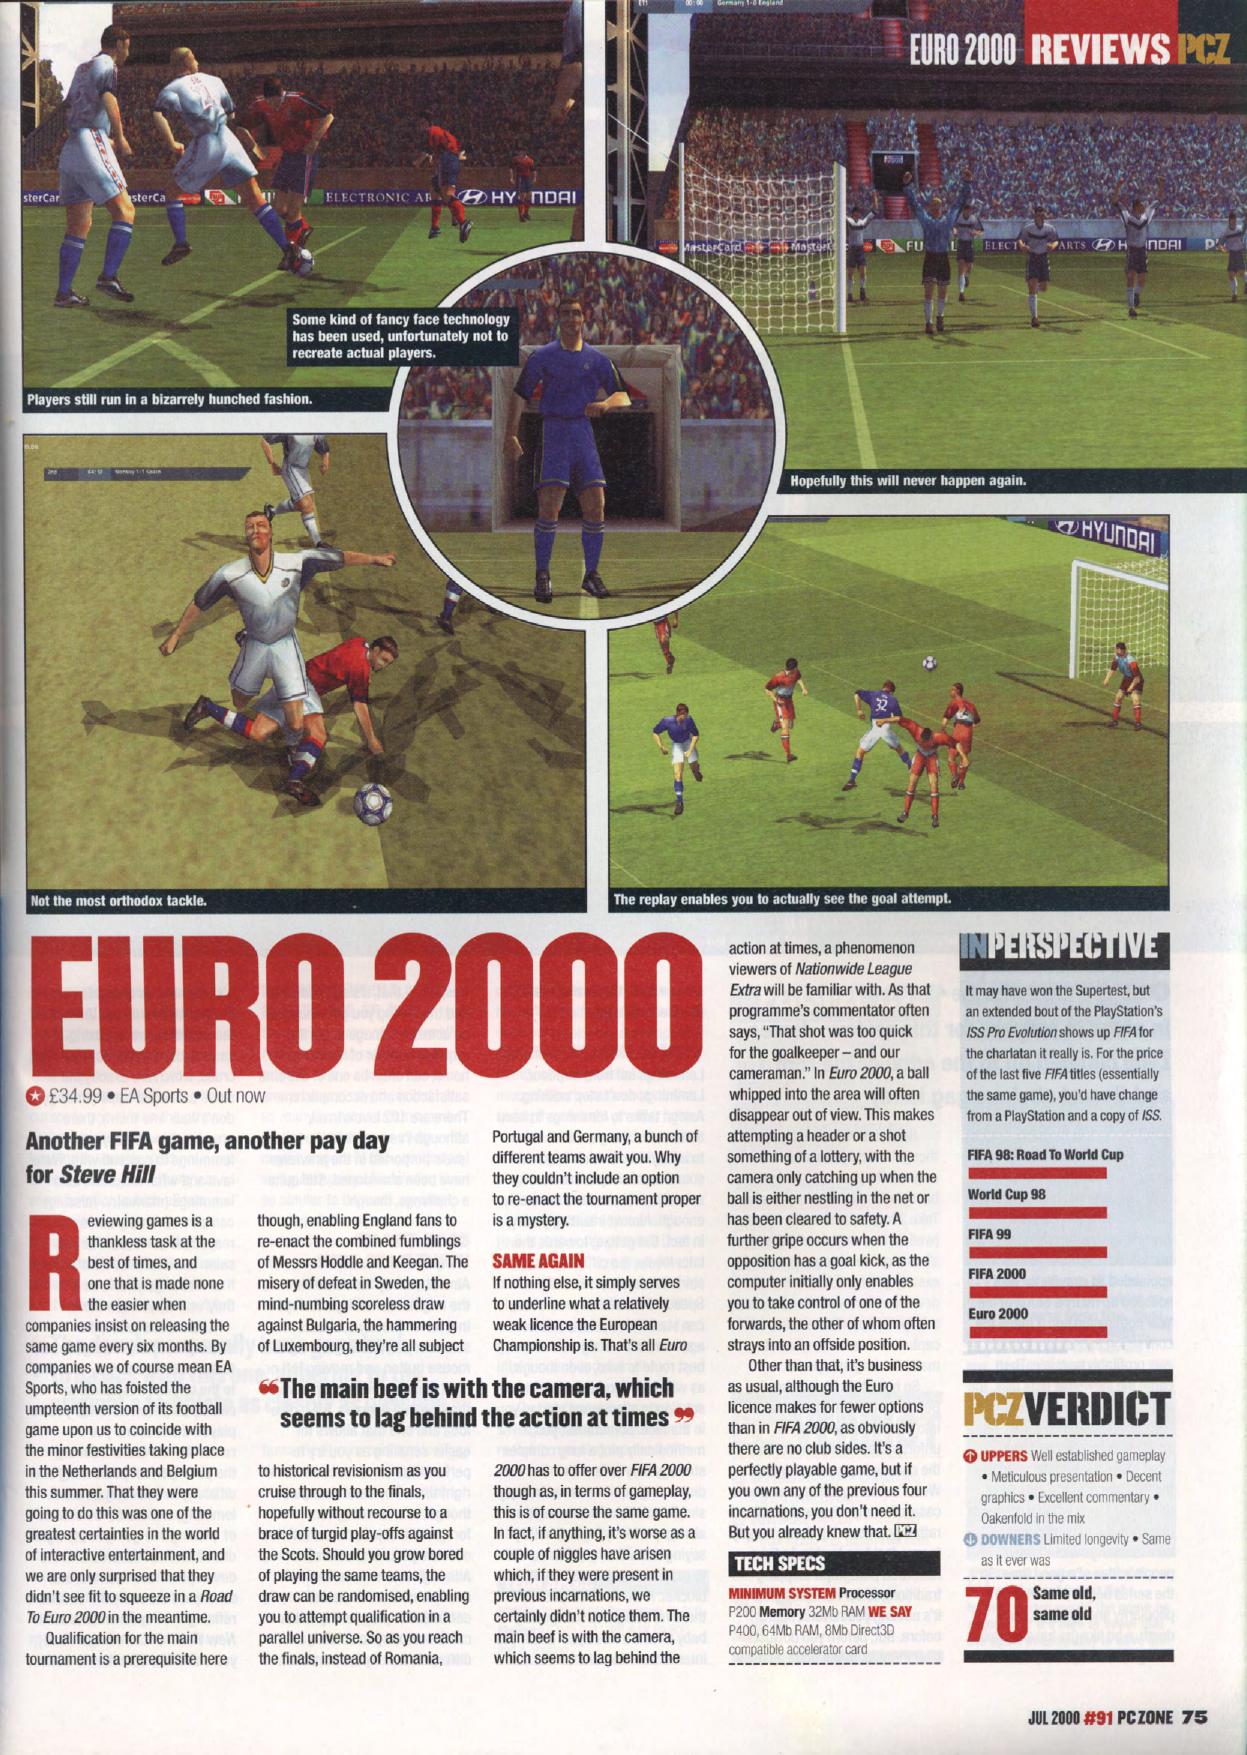 EURO 2000 REVIEWS PCZ
Germany 1-0 England
MasterCard
ELECTRONIC AR
HYUNDAI
MasterCard
ELECT
ARTS
HYUNDAI
Some kind of fancy face technology
has been used, unfortunately not to
recreate actual players.
Players still run in a bizarrely hunched fashion.
Hopefully this will never happen again.
2nd
Norway 1-1 Spain
HYUNDAI
32
Not the most orthodox tackle.
The replay enables you to actually see the goal attempt.
EURO 2000
£34.99 • EA Sports • Out now
Another FIFA game, another pay day
for Steve Hill
Reviewing games is a
thankless task at the
best of times, and
one that is made none
the easier when
companies insist on releasing the
same game every six months. By
companies we of course mean EA
Sports, who has foisted the
umpteenth version of its football
game upon us to coincide with
the minor festivities taking place
in the Netherlands and Belgium
this summer. That they were
going to do this was one of the
greatest certainties in the world
of interactive entertainment, and
we are only surprised that they
didn't see fit to squeeze in a Road
To Euro 2000 in the meantime.
Qualification for the main
tournament is a prerequisite here
though, enabling England fans to
re-enact the combined fumblings
of Messrs Hoddle and Keegan. The
misery of defeat in Sweden, the
mind-numbing scoreless draw
against Bulgaria, the hammering
of Luxembourg, they're all subject
to historical revisionism as you
cruise through to the finals,
hopefully without recourse to a
brace of turgid play-offs against
the Scots. Should you grow bored
of playing the same teams, the
draw can be randomised, enabling
you to attempt qualification in a
parallel universe. So as you reach
the finals, instead of Romania,
Portugal and Germany, a bunch of
different teams await you. Why
they couldn't include an option
to re-enact the tournament proper
is a mystery.
SAME AGAIN
If nothing else, it simply serves
to underline what a relatively
weak licence the European
Championship is. That's all Euro
❝The main beef is with the camera, which
seems to lag behind the action at times❞
2000 has to offer over FIFA 2000
though as, in terms of gameplay,
this is of course the same game.
In fact, if anything, it's worse as a
couple of niggles have arisen
which, if they were present in
previous incarnations, we
certainly didn't notice them. The
main beef is with the camera,
which seems to lag behind the
action at times, a phenomenon
viewers of Nationwide League
Extra will be familiar with. As that
programme's commentator often
says, "That shot was too quick
for the goalkeeper – and our
cameraman." In Euro 2000, a ball
whipped into the area will often
disappear out of view. This makes
attempting a header or a shot
something of a lottery, with the
camera only catching up when the
ball is either nestling in the net or
has been cleared to safety. A
further gripe occurs when the
opposition has a goal kick, as the
computer initially only enables
you to take control of one of the
forwards, the other of whom often
strays into an offside position.
Other than that, it's business
as usual, although the Euro
licence makes for fewer options
than in FIFA 2000, as obviously
there are no club sides. It's a
perfectly playable game, but if
you own any of the previous four
incarnations, you don't need it.
But you already knew that. PCZ
TECH SPECS
MINIMUM SYSTEM Processor
P200 Memory 32Mb RAM WE SAY
P400, 64Mb RAM, 8Mb Direct3D
compatible accelerator card
INPERSPECTIVE
It may have won the Supertest, but
an extended bout of the PlayStation's
ISS Pro Evolution shows up FIFA for
the charlatan it really is. For the price
of the last five FIFA titles (essentially
the same game), you'd have change
from a PlayStation and a copy of ISS.
FIFA 98: Road To World Cup
World Cup 98
FIFA 99
FIFA 2000
Euro 2000
PCZVERDICT
UPPERS Well established gameplay
• Meticulous presentation • Decent
graphics • Excellent commentary •
Oakenfold in the mix
DOWNERS Limited longevity • Same
as it ever was
70 Same old,
same old
JUL 2000 #91 PC ZONE 75